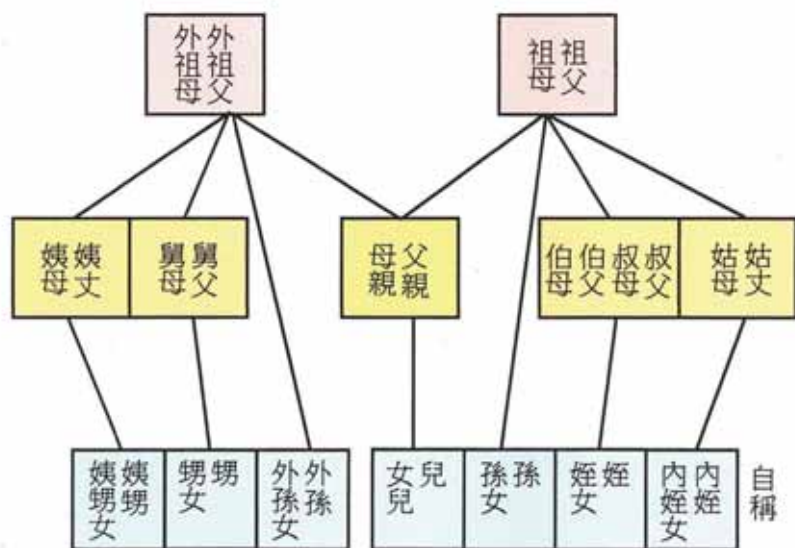 祖父
祖母
外祖父
外祖母
姑丈
姑母
叔父
叔母
伯父
伯母
父親
母親
舅父
舅母
姨丈
姨母
自稱
內姪
內姪女
姪
姪女
孫
孫女
兒
女兒
外孫
外孫女
甥
甥女
姨甥
姨甥女